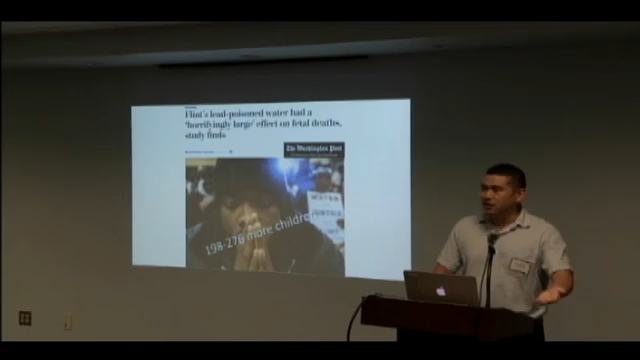 Flint's lead-poisoned water had a
'horrifyingly large' effect on fetal deaths,
study finds
The Washington Post
WATER
198-276 more children